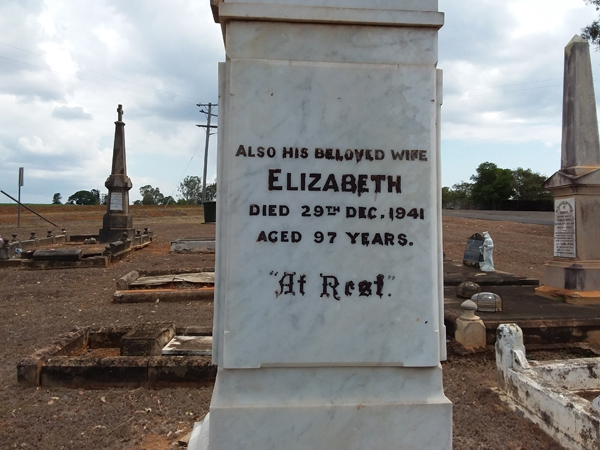 ALSO HIS BELOVED WIFE
ELIZABETH
DIED 29TH DEC. 1941
AGED 97 YEARS.
"At Rest."